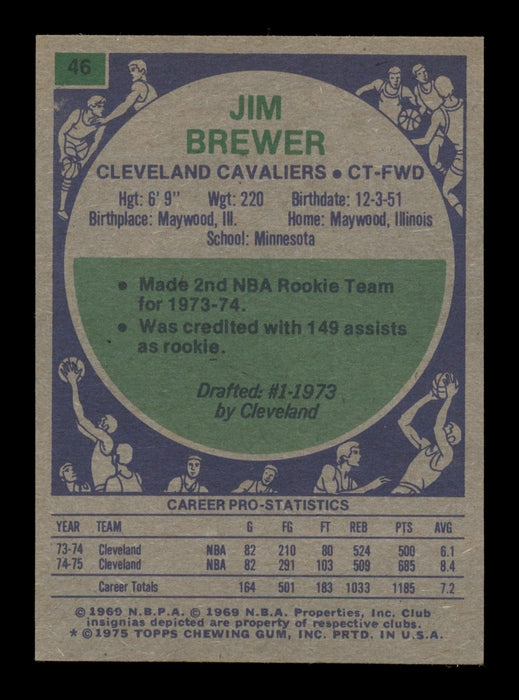 46
JIM
BREWER
CLEVELAND CAVALIERS • CT-FWD
Hgt: 6' 9" Wgt: 220 Birthdate: 12-3-51
Birthplace: Maywood, Ill. Home: Maywood, Illinois
School: Minnesota
• Made 2nd NBA Rookie Team
for 1973-74.
• Was credited with 149 assists
as rookie.
Drafted: #1-1973
by Cleveland
CAREER PRO-STATISTICS
YEAR TEAM G FG FT REB PTS AVG
73-74 Cleveland NBA 82 210 80 524 500 6.1
74-75 Cleveland NBA 82 291 103 509 685 8.4
Career Totals 164 501 183 1033 1185 7.2
© 1969 N.B.P.A. © 1969 N.B.A. Properties, Inc. Club
insignias depicted are property of respective clubs.
* © 1975 TOPPS CHEWING GUM, INC. PRTD. IN U.S.A.